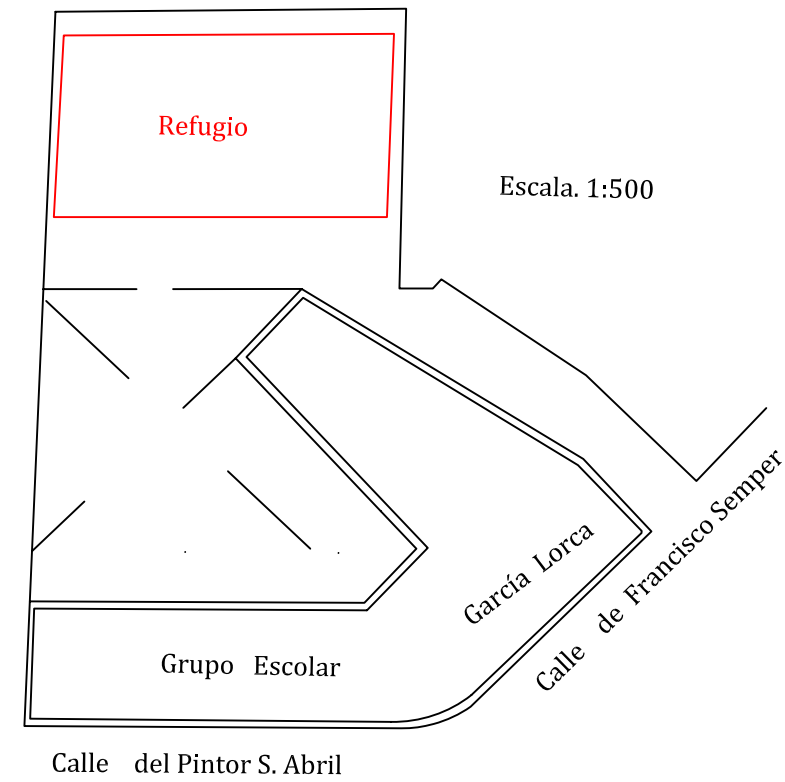 Refugio
Escala. 1:500
García Lorca
Calle de Francisco Semper
Grupo Escolar
Calle del Pintor S. Abril